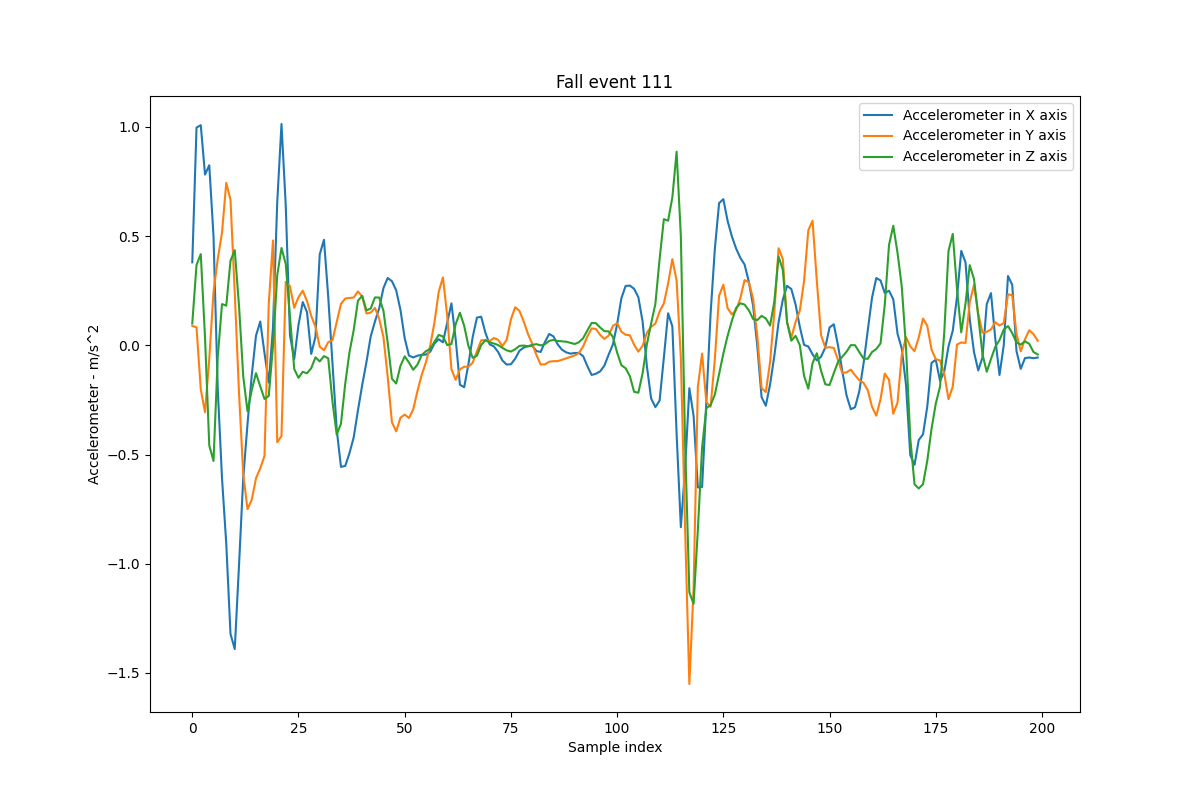 Fall event 111
Accelerometer in X axis
Accelerometer in Y axis
Accelerometer in Z axis
Accelerometer - m/s^2
1.0
0.5
0.0
−0.5
−1.0
−1.5
0 25 50 75 100 125 150 175 200
Sample index